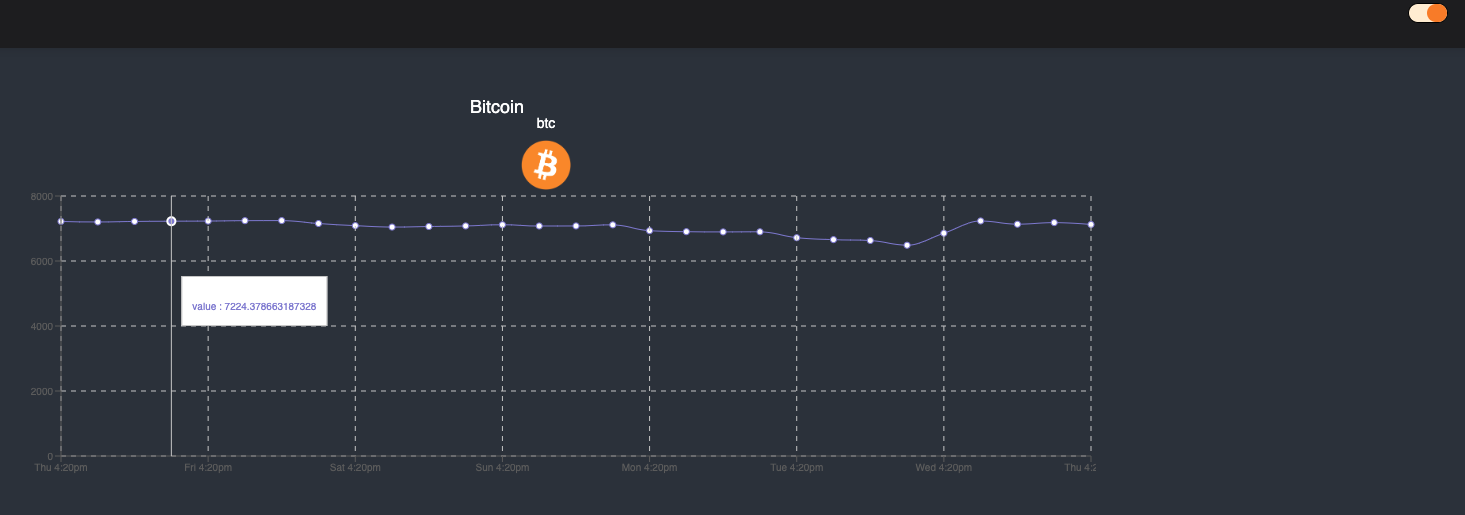 Bitcoin
btc
8000
6000
value : 7224.378663187328
4000
2000
0
Thu 4:20pm Fri 4:20pm Sat 4:20pm Sun 4:20pm Mon 4:20pm Tue 4:20pm Wed 4:20pm Thu 4:2